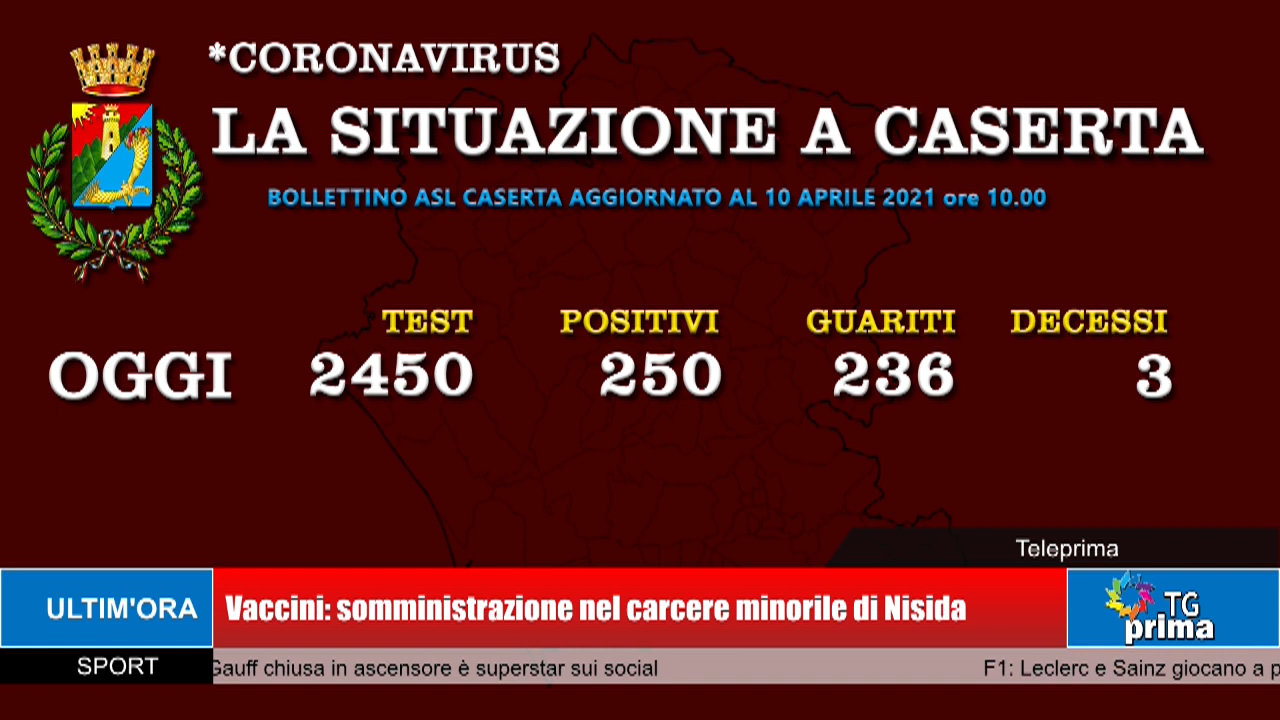 *CORONAVIRUS
LA SITUAZIONE A CASERTA
BOLLETTINO ASL CASERTA AGGIORNATO AL 10 APRILE 2021 ore 10.00
TEST POSITIVI GUARITI DECESSI
OGGI 2450 250 236 3
Teleprima
ULTIM'ORA Vaccini: somministrazione nel carcere minorile di Nisida
TG
prima
SPORT Gauff chiusa in ascensore è superstar sui social F1: Leclerc e Sainz giocano a p